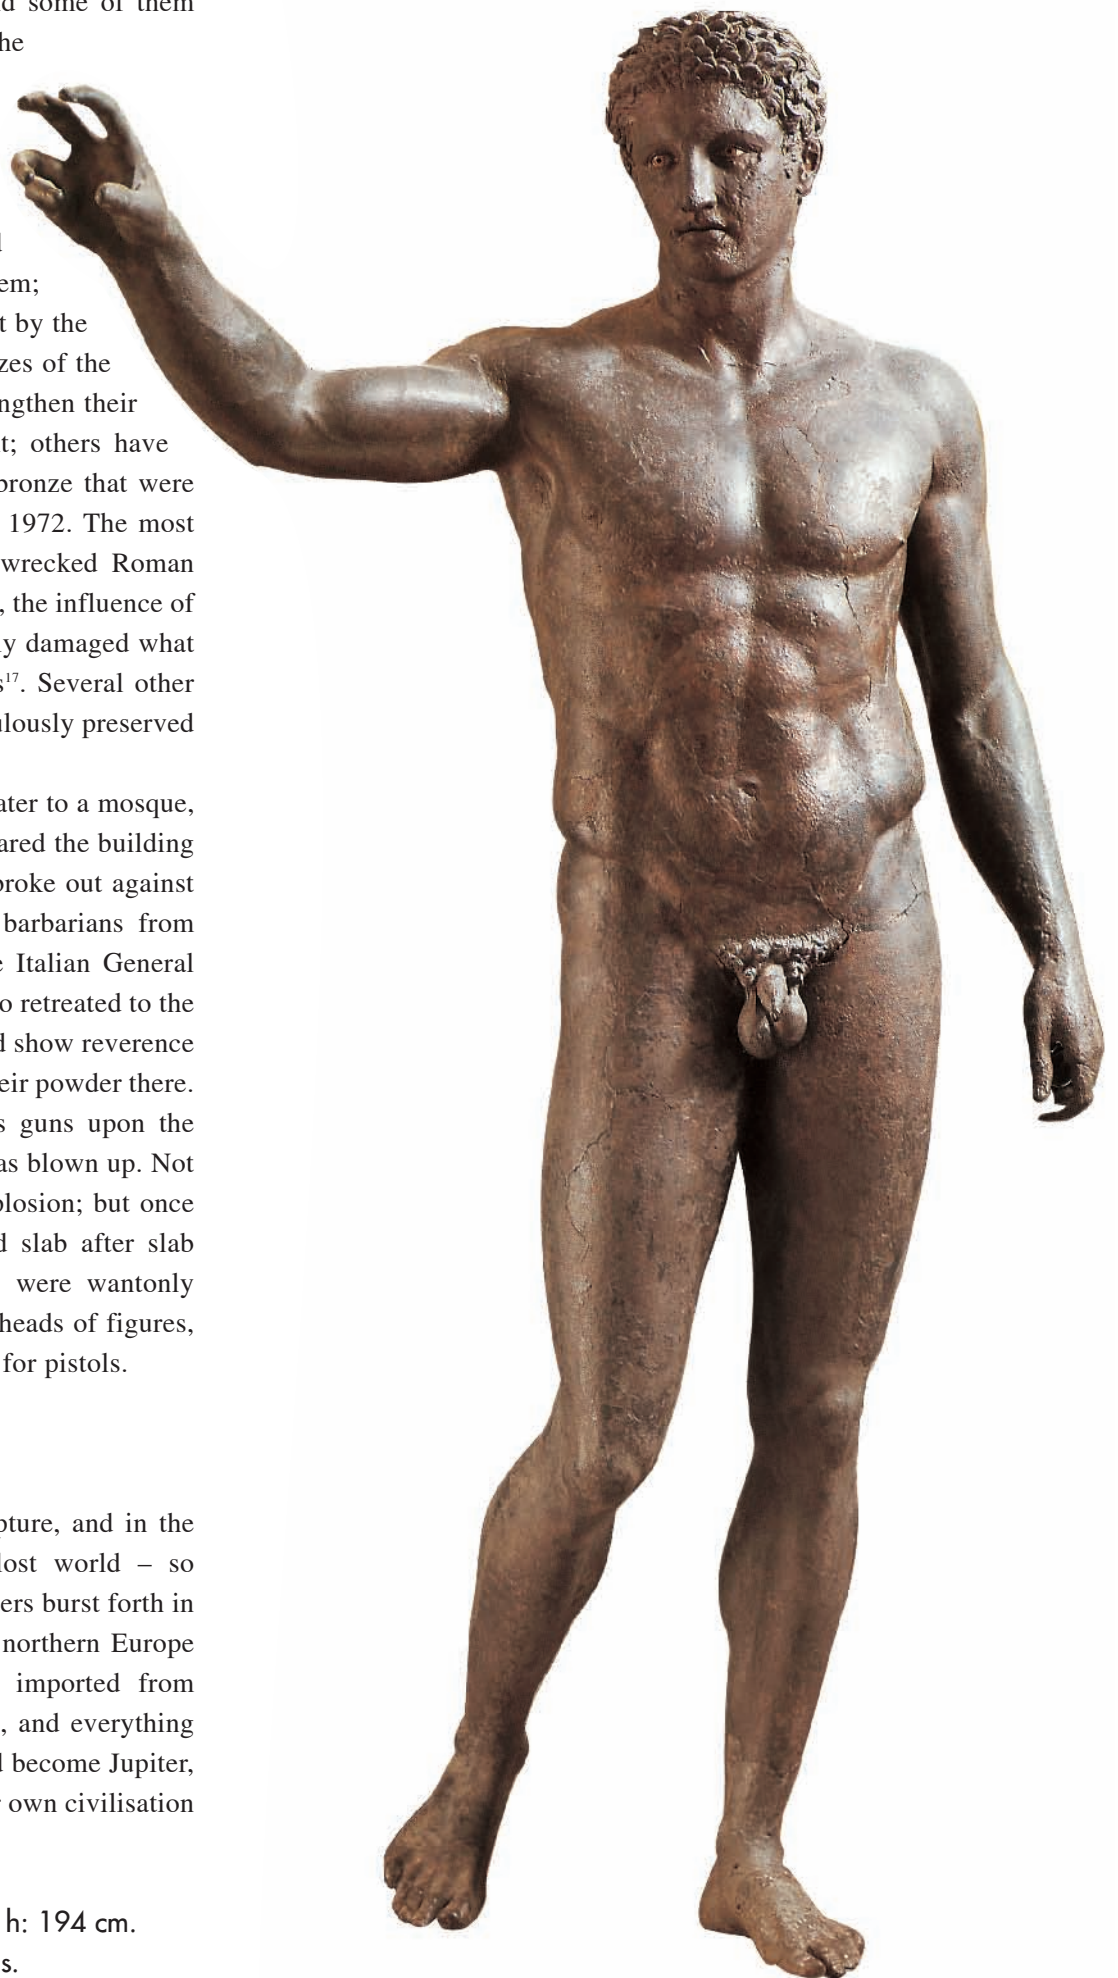 some of them
he
em;
t by the
zes of the
ngthen their
t; others have
bronze that were
1972. The most
wrecked Roman
, the influence of
ly damaged what
s¹⁷. Several other
ulously preserved
ater to a mosque,
ared the building
broke out against
barbarians from
e Italian General
o retreated to the
d show reverence
eir powder there.
s guns upon the
as blown up. Not
plosion; but once
d slab after slab
were wantonly
heads of figures,
for pistols.
pture, and in the
lost world – so
ers burst forth in
northern Europe
imported from
, and everything
d become Jupiter,
r own civilisation
h: 194 cm.
s.